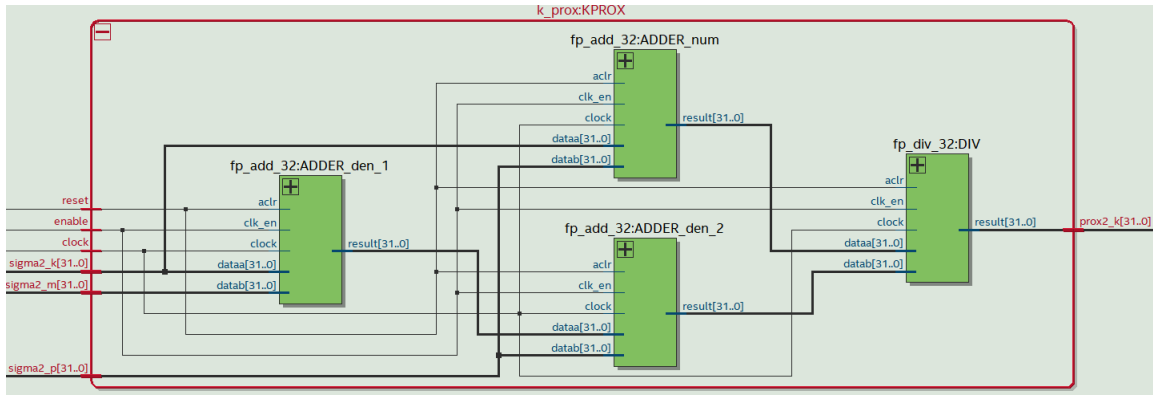 k_prox:KPROX
fp_add_32:ADDER_num
aclr
clk_en
clock
dataa[31..0]
datab[31..0]
result[31..0]
fp_add_32:ADDER_den_1
reset
enable
clock
sigma2_k[31..0]
sigma2_m[31..0]
sigma2_p[31..0]
aclr
clk_en
clock
dataa[31..0]
datab[31..0]
result[31..0]
fp_add_32:ADDER_den_2
aclr
clk_en
clock
dataa[31..0]
datab[31..0]
result[31..0]
fp_div_32:DIV
aclr
clk_en
clock
dataa[31..0]
datab[31..0]
result[31..0]
prox2_k[31..0]